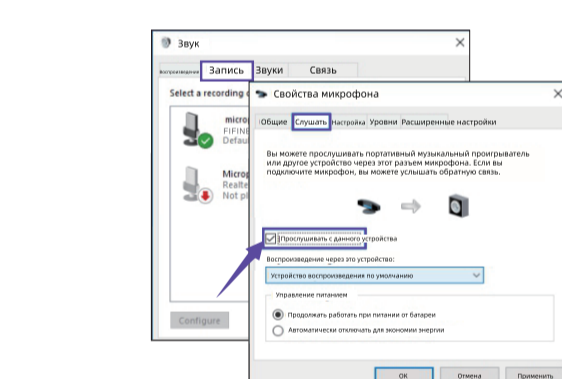 Звук
Воспроизведение Запись Звуки Связь
Select a recording
micro
FIFINE
Defau
Microp
Realte
Not pl
Configure
Свойства микрофона
Общие Слушать Настройка Уровни Расширенные настройки
Вы можете прослушивать портативный музыкальный проигрыватель
или другое устройство через этот разъем микрофона. Если вы
подключите микрофон, вы можете услышать обратную связь.
Прослушивать с данного устройства
Воспроизведение через это устройство:
Устройство воспроизведения по умолчанию
Управление питанием
Продолжать работать при питании от батареи
Автоматически отключать для экономии энергии
ОК Отмена Применить